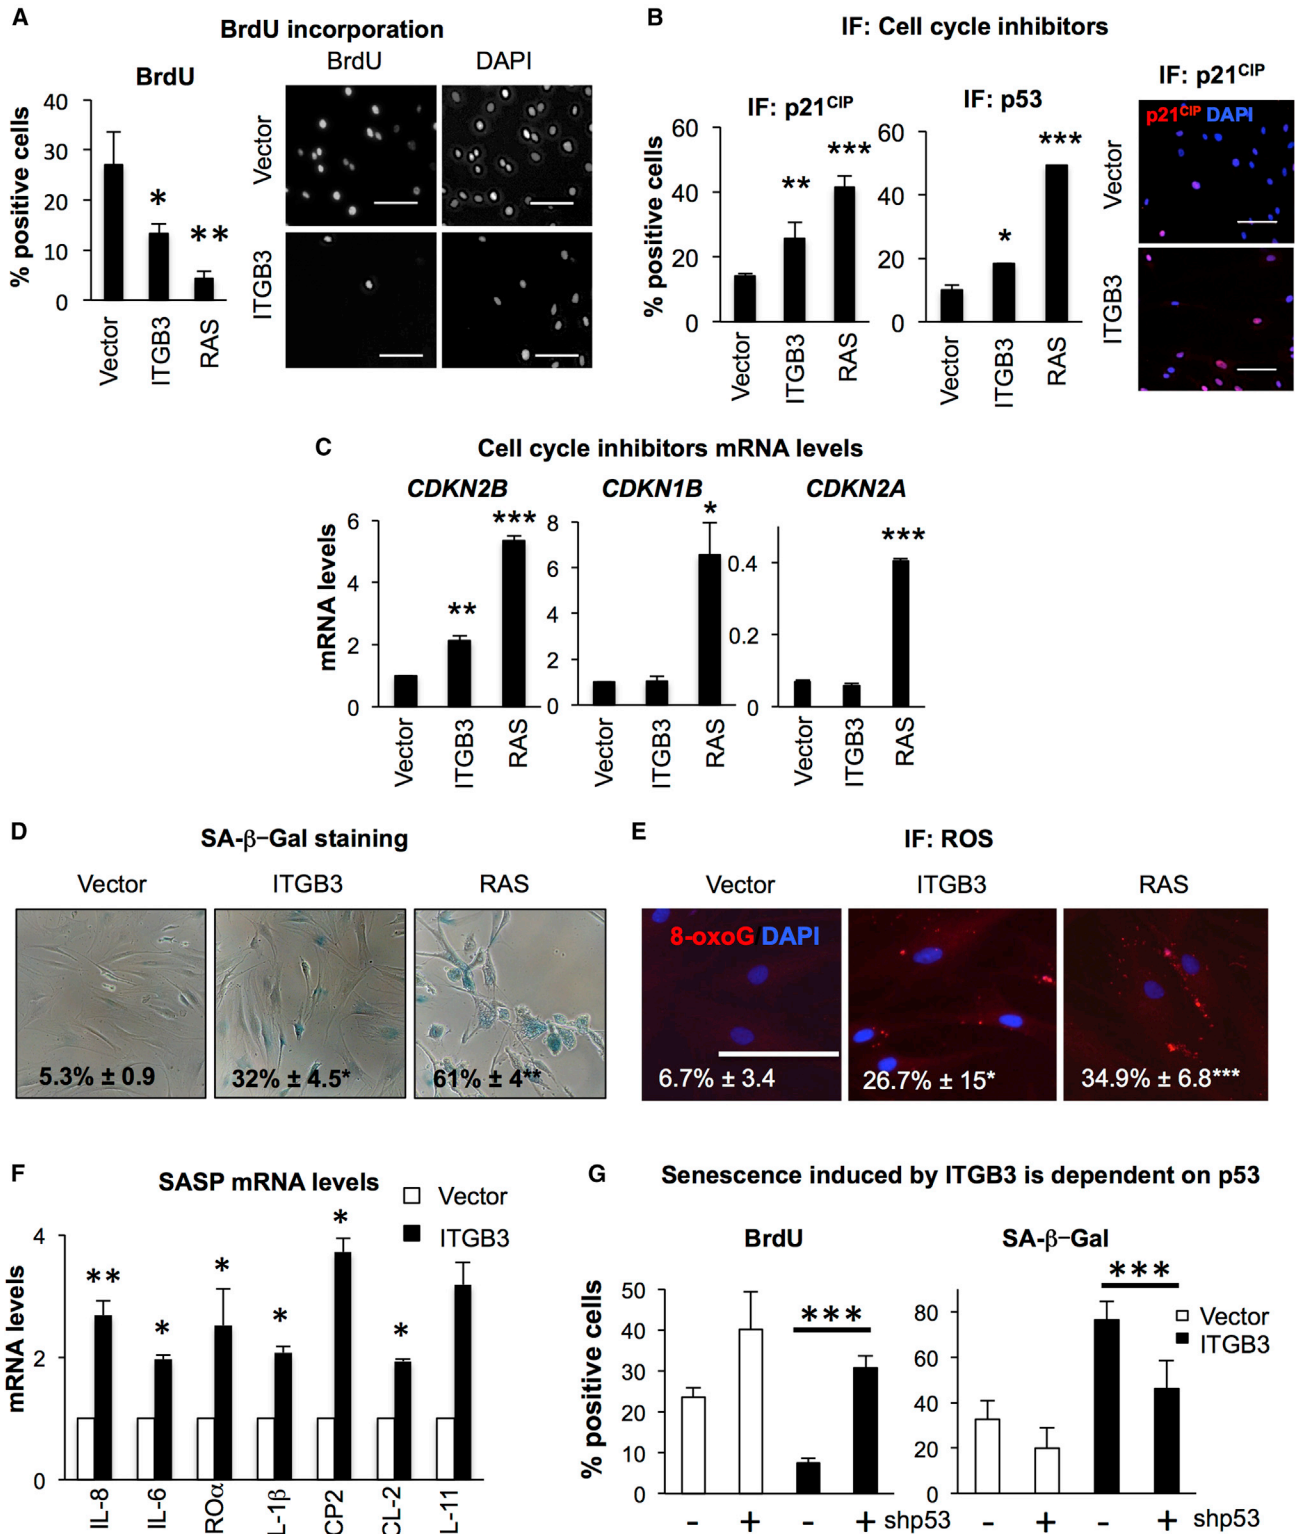 A
BrdU incorporation
BrdU
BrdU DAPI
% positive cells
40
30
20
10
0
*
**
Vector
ITGB3
RAS
Vector
ITGB3
B
IF: Cell cycle inhibitors
IF: p21CIP
% positive cells
60
40
20
0
**
***
Vector
ITGB3
RAS
IF: p53
60
40
20
0
*
***
Vector
ITGB3
RAS
IF: p21CIP
p21CIP DAPI
Vector
ITGB3
C
Cell cycle inhibitors mRNA levels
mRNA levels
CDKN2B
6
4
2
0
**
***
Vector
ITGB3
RAS
CDKN1B
8
6
4
2
0
*
Vector
ITGB3
RAS
CDKN2A
0.4
0.2
0
***
Vector
ITGB3
RAS
D
SA-β−Gal staining
Vector ITGB3 RAS
5.3% ± 0.9 32% ± 4.5* 61% ± 4**
E
IF: ROS
Vector ITGB3 RAS
8-oxoG DAPI
6.7% ± 3.4 26.7% ± 15* 34.9% ± 6.8***
F
SASP mRNA levels
Vector
ITGB3
mRNA levels
4
2
0
**
*
*
*
*
*
IL-8
IL-6
ROα
L-1β
CP2
CL-2
L-11
G
Senescence induced by ITGB3 is dependent on p53
BrdU
% positive cells
50
40
30
20
10
0
***
- + - + shp53
SA-β−Gal
80
60
40
20
0
***
Vector
ITGB3
- + - + shp53